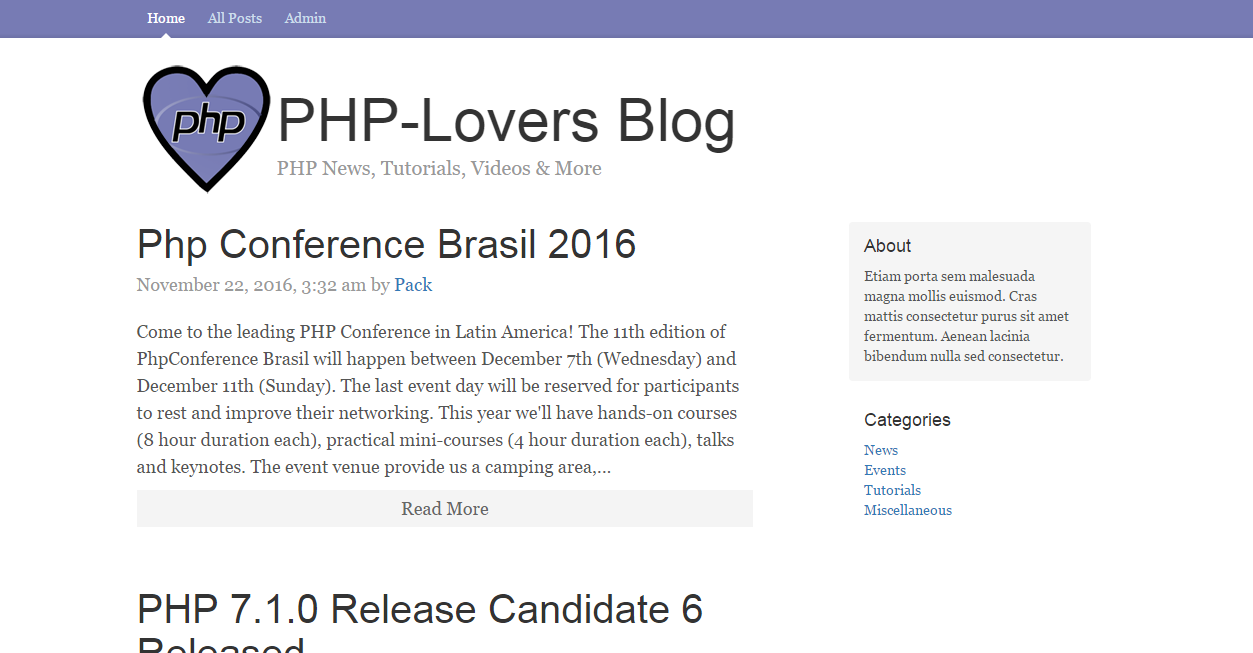 Home All Posts Admin
php
PHP-Lovers Blog
PHP News, Tutorials, Videos & More
Php Conference Brasil 2016
November 22, 2016, 3:32 am by Pack
Come to the leading PHP Conference in Latin America! The 11th edition of
PhpConference Brasil will happen between December 7th (Wednesday) and
December 11th (Sunday). The last event day will be reserved for participants
to rest and improve their networking. This year we'll have hands-on courses
(8 hour duration each), practical mini-courses (4 hour duration each), talks
and keynotes. The event venue provide us a camping area,...
Read More
PHP 7.1.0 Release Candidate 6
Released
About
Etiam porta sem malesuada
magna mollis euismod. Cras
mattis consectetur purus sit amet
fermentum. Aenean lacinia
bibendum nulla sed consectetur.
Categories
News
Events
Tutorials
Miscellaneous